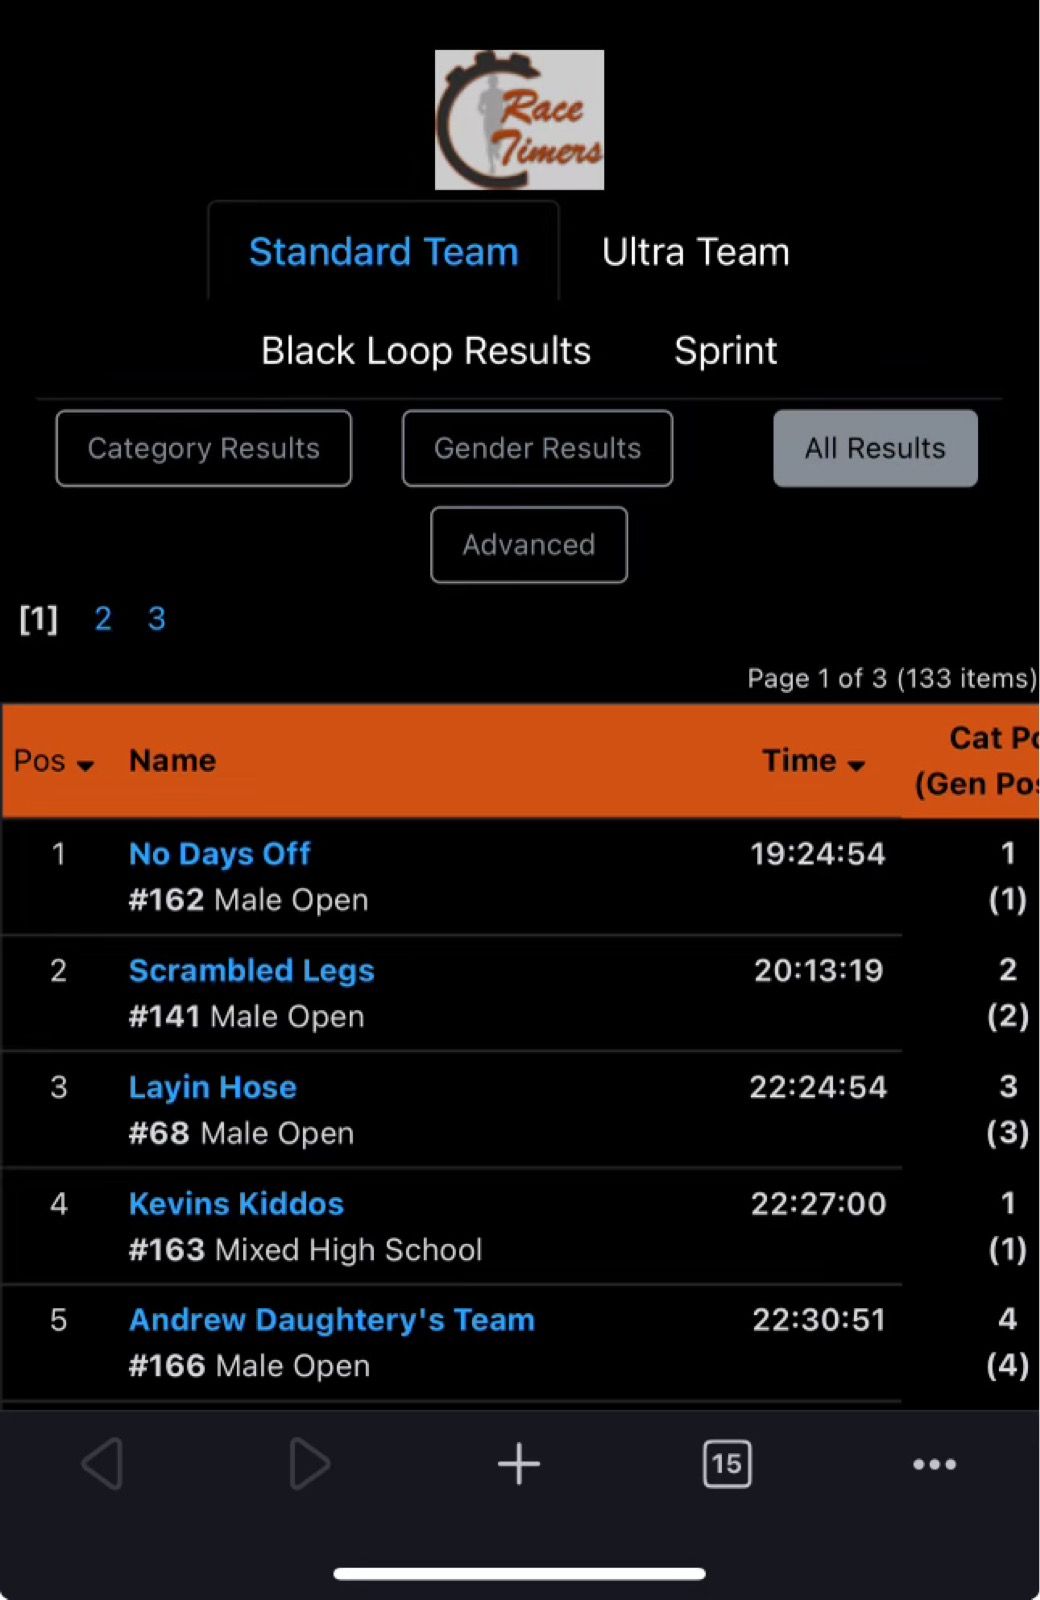 Race
Timers
Standard Team
Ultra Team
Black Loop Results
Sprint
Category Results
Gender Results
All Results
Advanced
[1] 2 3
Page 1 of 3 (133 items)
Pos Name Time Cat Po
(Gen Pos
1 No Days Off 19:24:54 1
#162 Male Open (1)
2 Scrambled Legs 20:13:19 2
#141 Male Open (2)
3 Layin Hose 22:24:54 3
#68 Male Open (3)
4 Kevins Kiddos 22:27:00 1
#163 Mixed High School (1)
5 Andrew Daughtery's Team 22:30:51 4
#166 Male Open (4)
15